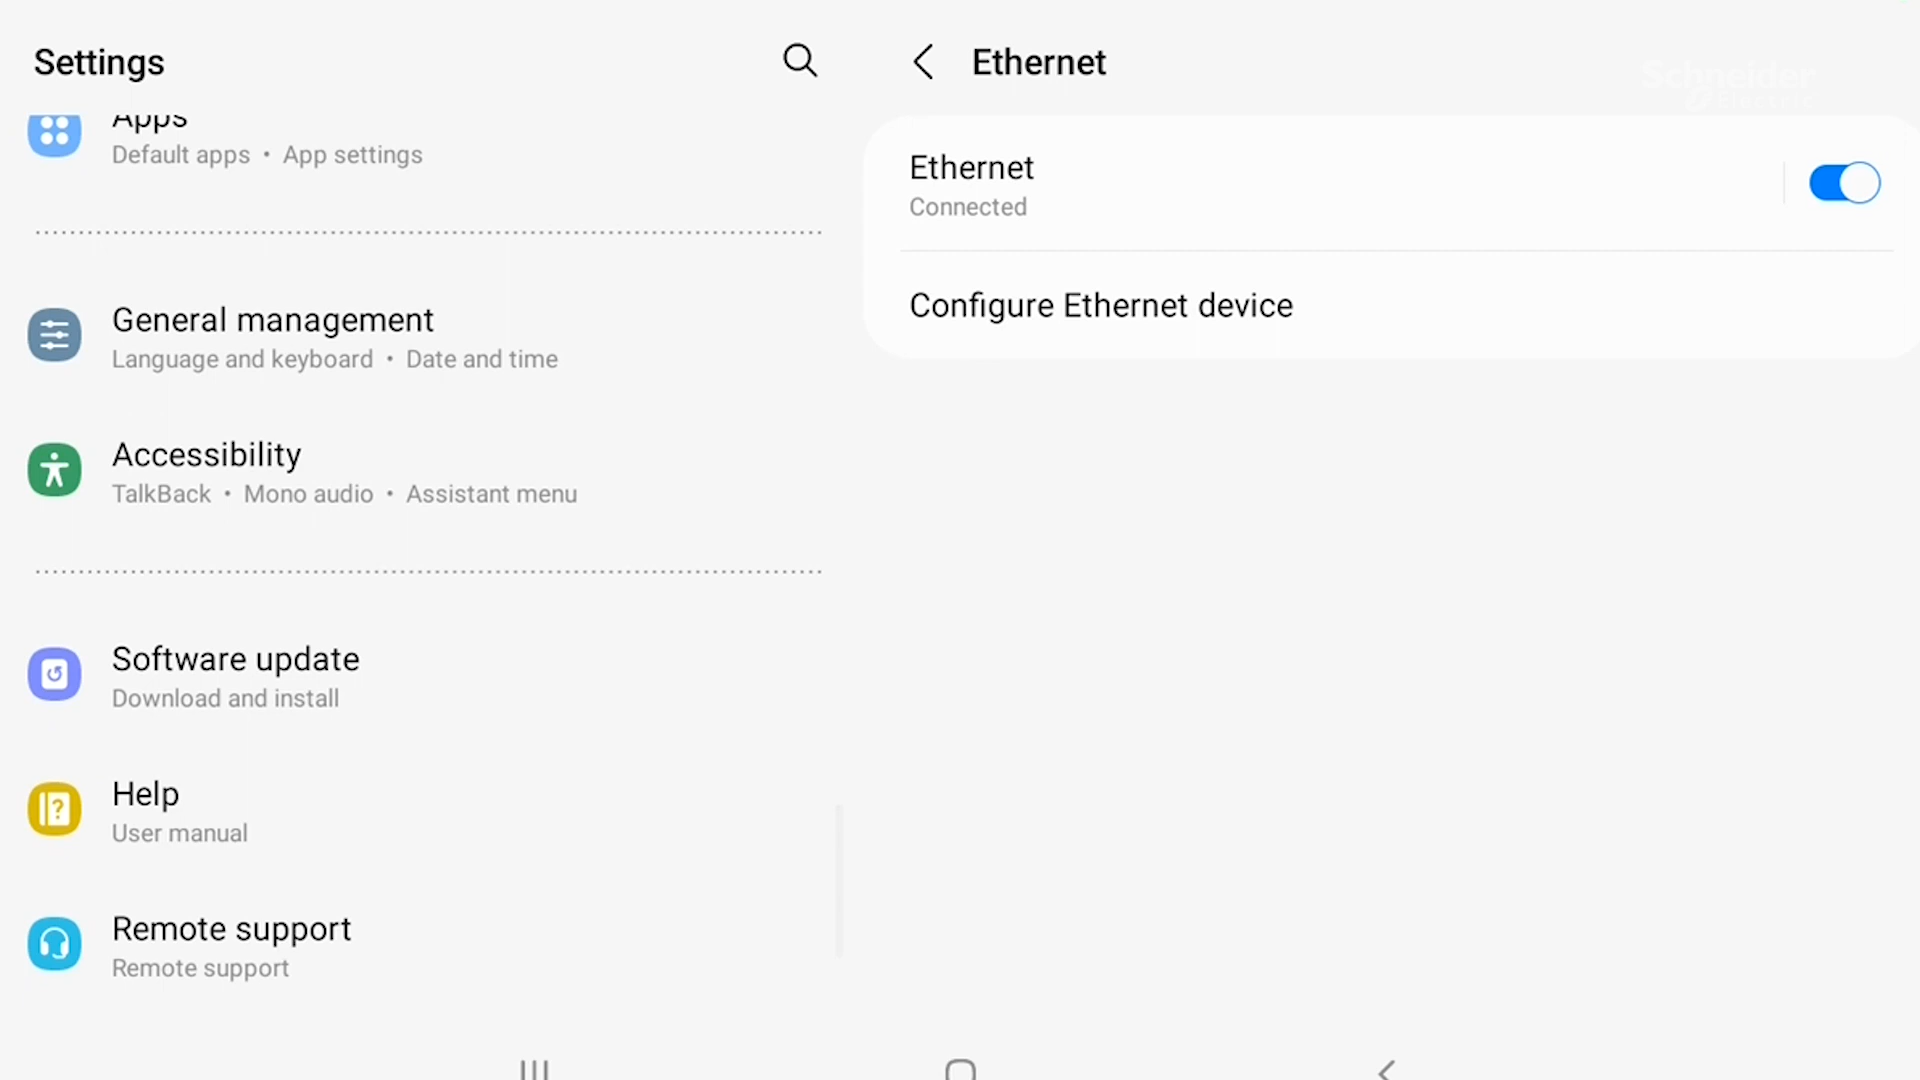 Settings
Apps
Default apps • App settings
General management
Language and keyboard • Date and time
Accessibility
TalkBack • Mono audio • Assistant menu
Software update
Download and install
Help
User manual
Remote support
Remote support
Ethernet
Schneider
Electric
Ethernet
Connected
Configure Ethernet device